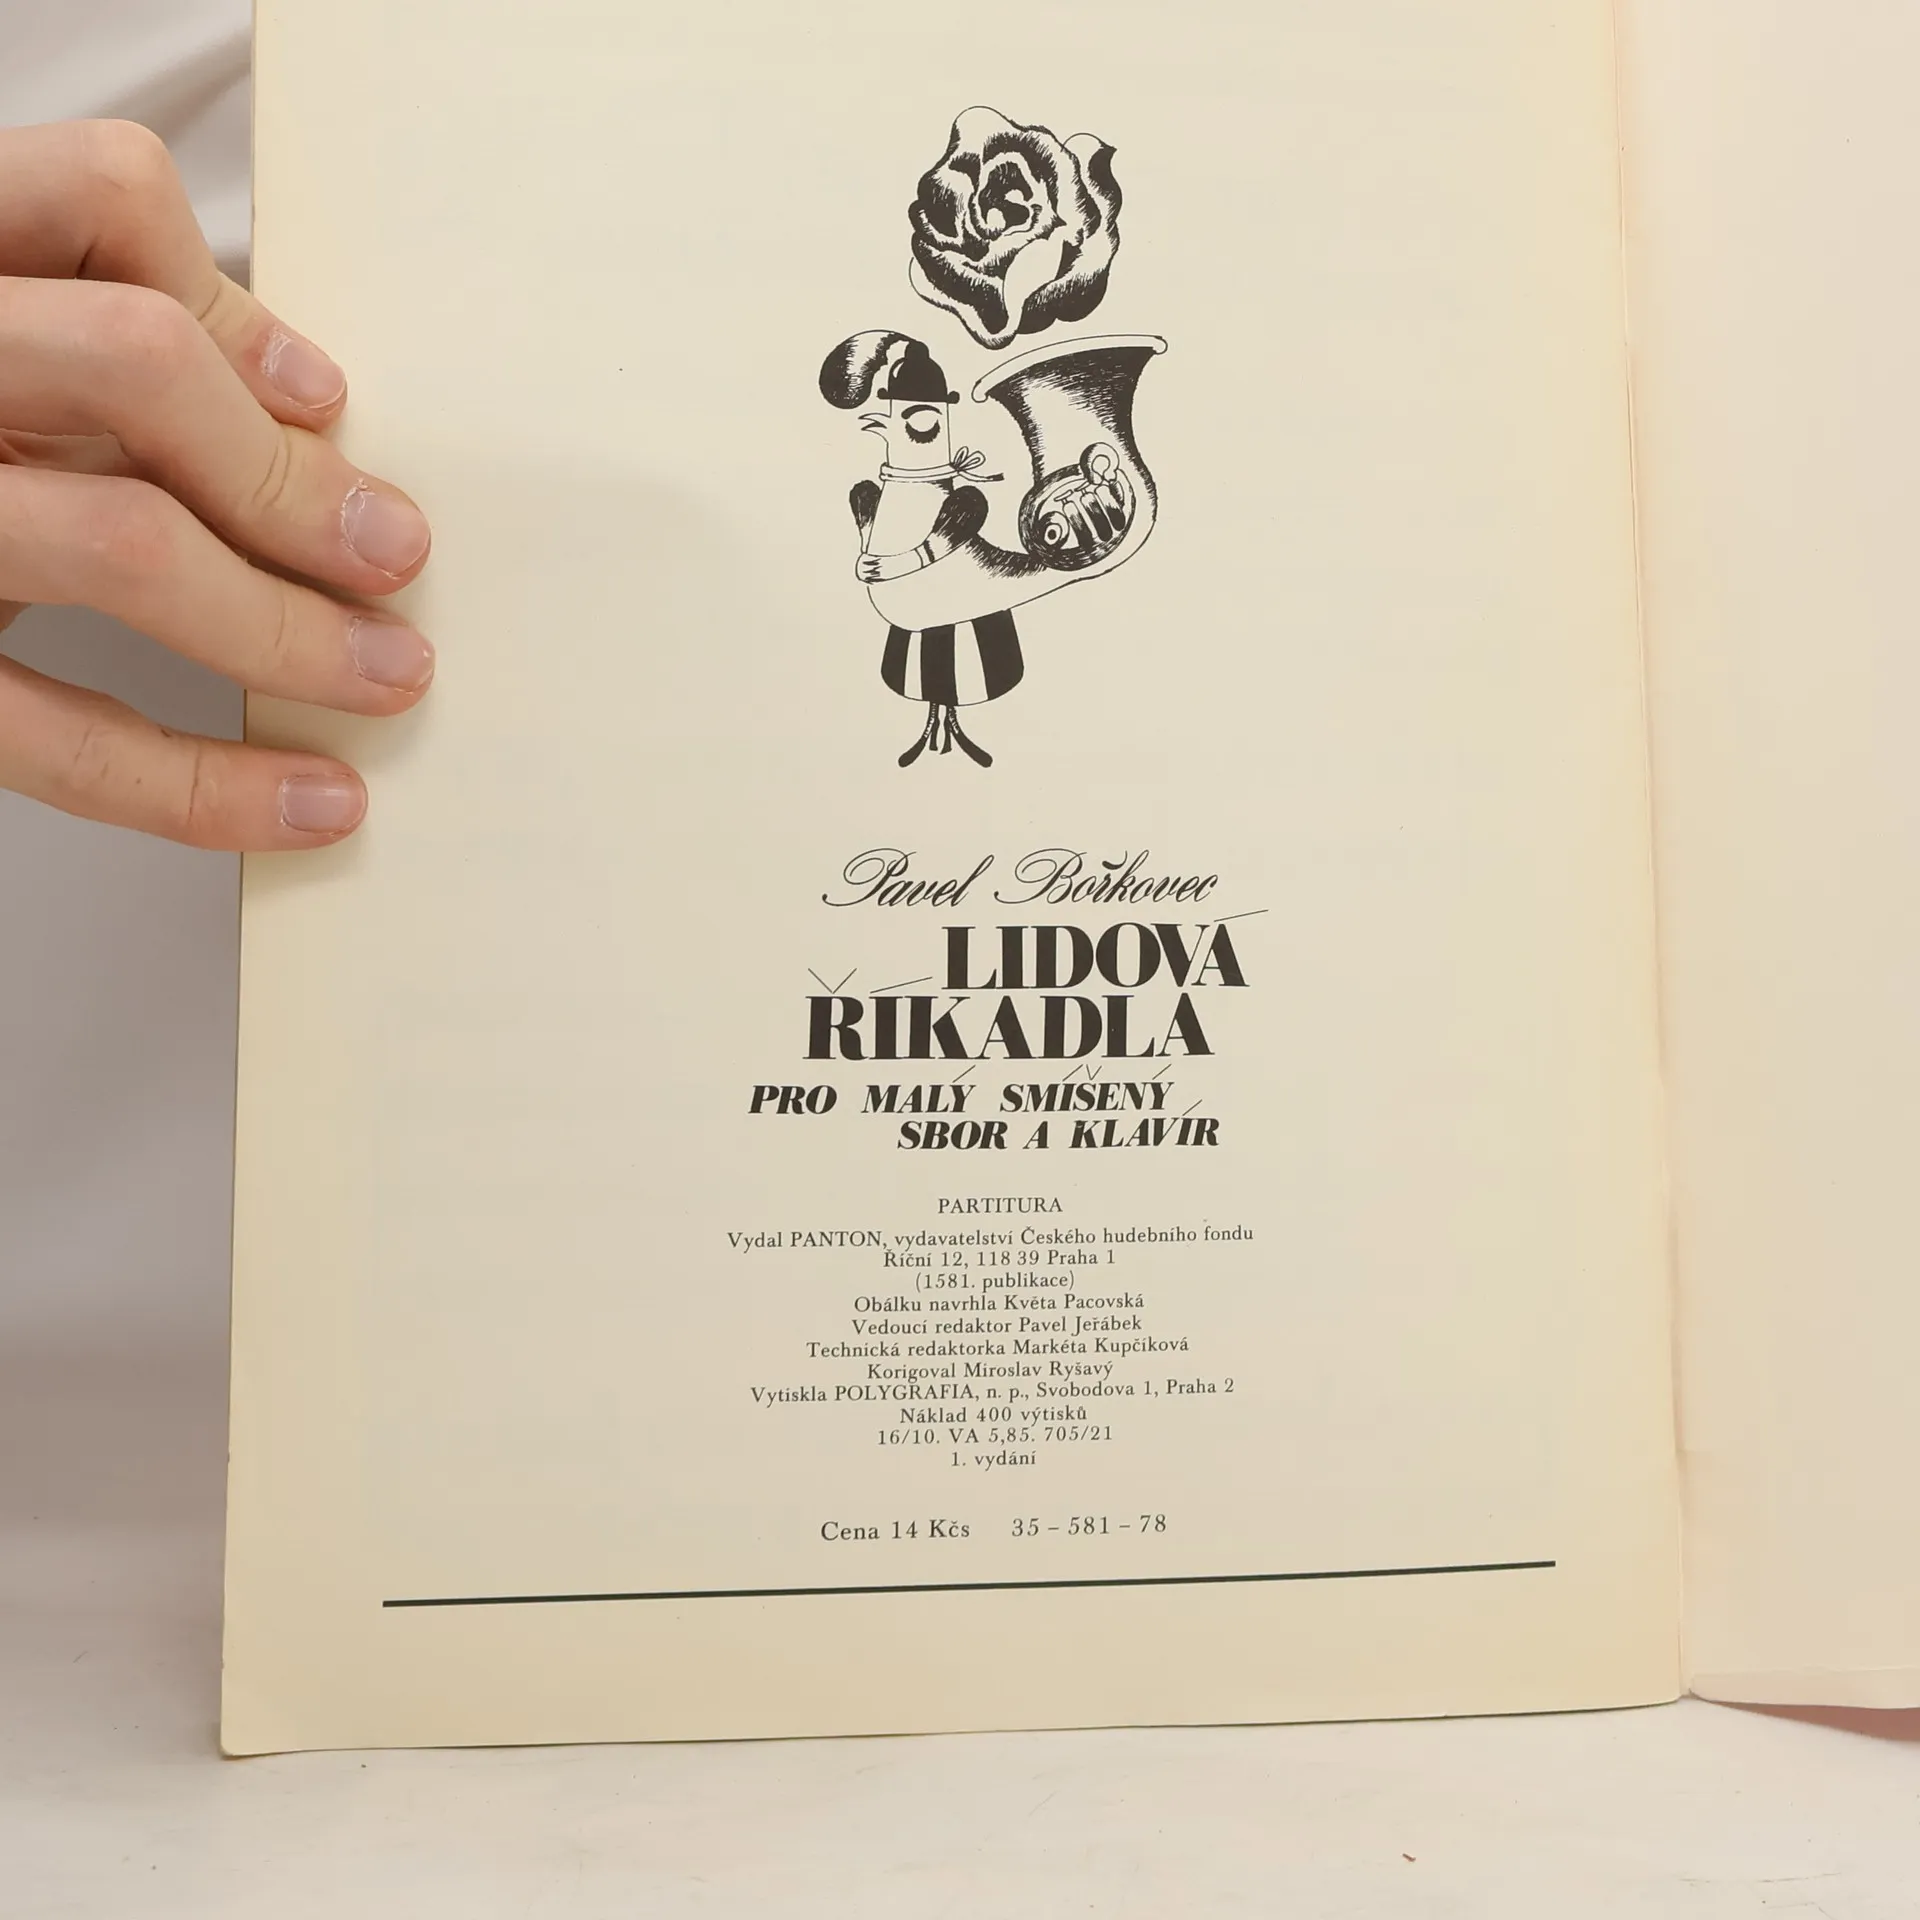 Pavel Bořkovec
LIDOVÁ
ŘÍKADLA
PRO MALÝ SMÍŠENÝ
SBOR A KLAVÍR
PARTITURA
Vydal PANTON, vydavatelství Českého hudebního fondu
Říční 12, 118 39 Praha 1
(1581. publikace)
Obálku navrhla Květa Pacovská
Vedoucí redaktor Pavel Jeřábek
Technická redaktorka Markéta Kupčíková
Korigoval Miroslav Ryšavý
Vytiskla POLYGRAFIA, n. p., Svobodova 1, Praha 2
Náklad 400 výtisků
16/10. VA 5,85. 705/21
1. vydání
Cena 14 Kčs 35 – 581 – 78